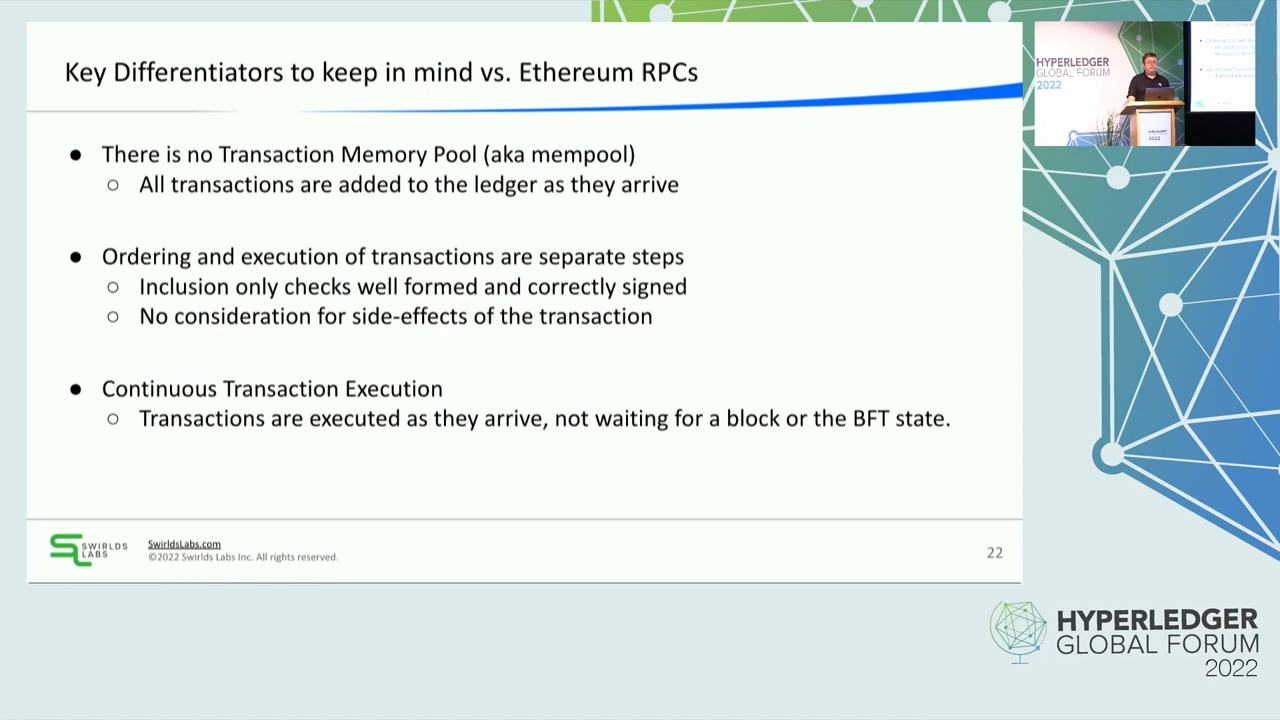 Key Differentiators to keep in mind vs. Ethereum RPCs
● There is no Transaction Memory Pool (aka mempool)
○ All transactions are added to the ledger as they arrive
● Ordering and execution of transactions are separate steps
○ Inclusion only checks well formed and correctly signed
○ No consideration for side-effects of the transaction
● Continuous Transaction Execution
○ Transactions are executed as they arrive, not waiting for a block or the BFT state.
SWIRLDS
LABS
SwirldsLabs.com
©2022 Swirlds Labs Inc. All rights reserved.
22
HYPERLEDGER
GLOBAL FORUM
2022
HYPERLEDGER
GLOBAL FORUM
2022